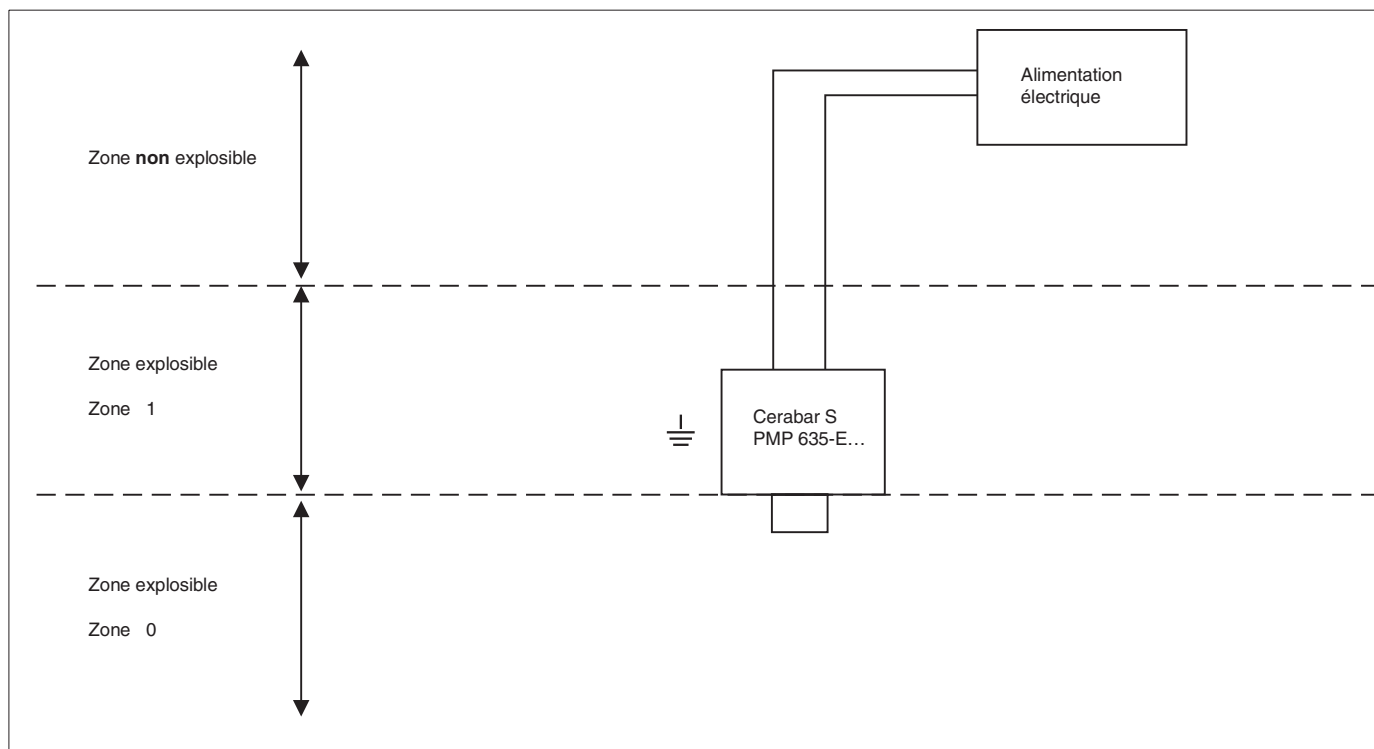 Alimentation
électrique
Zone non explosible
Zone explosible
Zone 1
Cerabar S
PMP 635-E…
Zone explosible
Zone 0